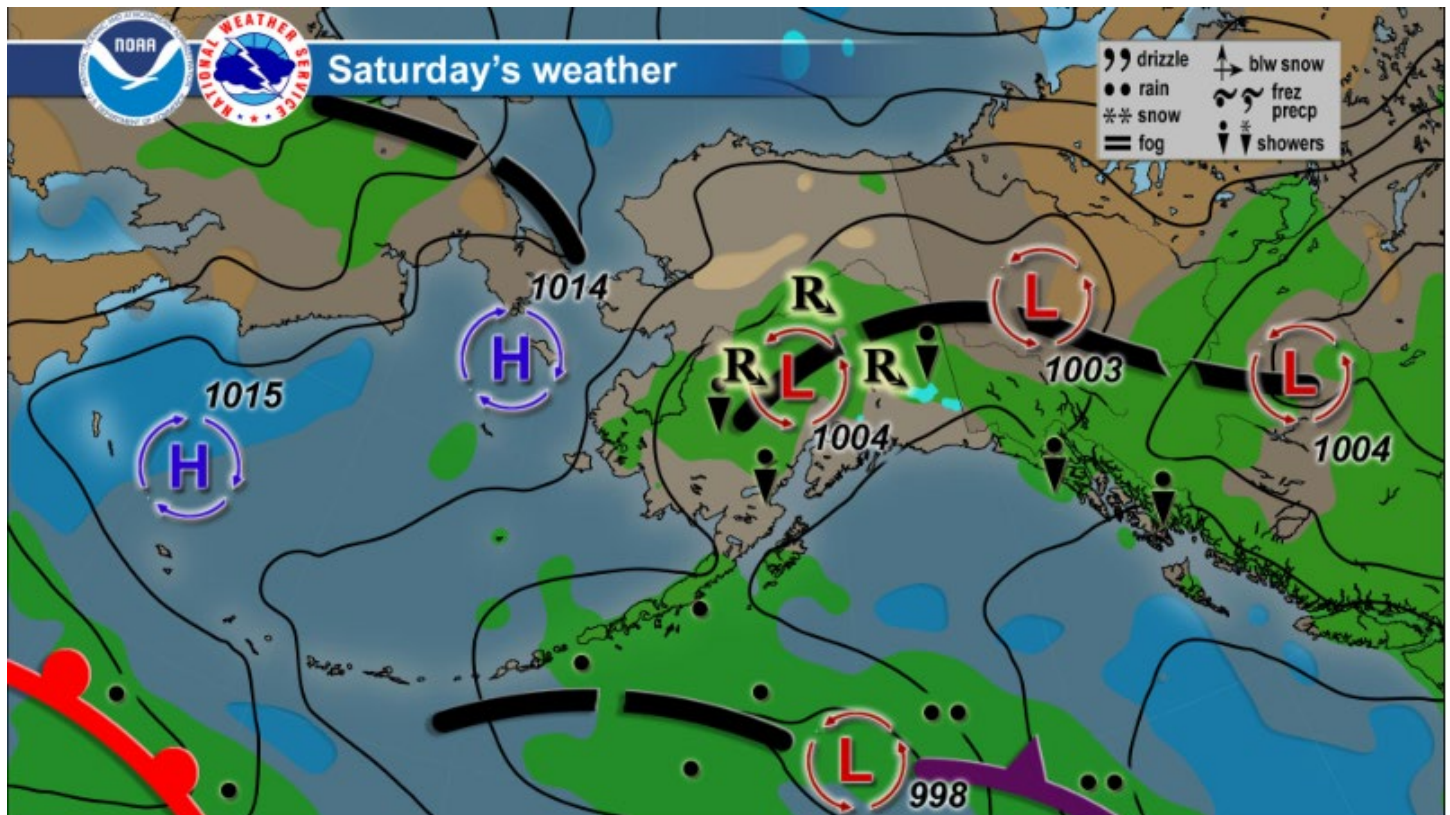 NOAA
NATIONAL WEATHER SERVICE
Saturday's weather
,, drizzle
•• rain
** snow
= fog
blw snow
frez
precp
showers
1014
H
1015
H
R
R
R
L
1004
L
1003
L
1004
L
998